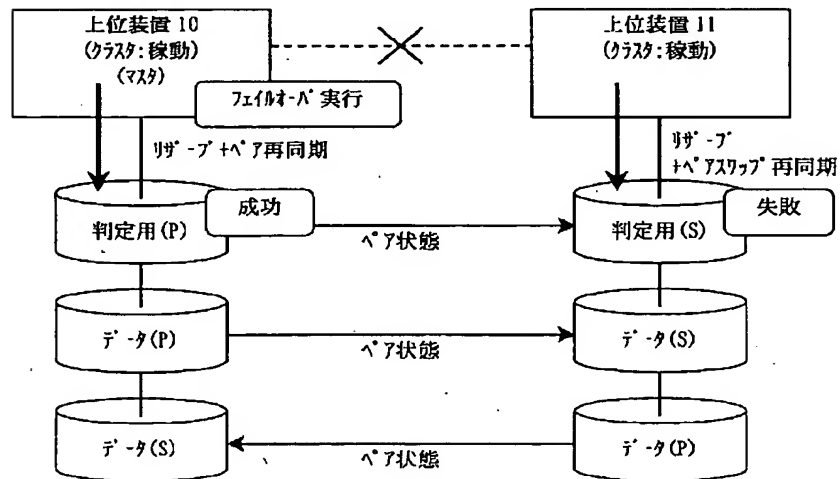 上位装置 10
(クラスタ:稼動)
(マスタ)
フェイルオーバ 実行
リザーブ+ペア再同期
上位装置 11
(クラスタ:稼動)
リザーブ
+ペアスワップ再同期
判定用(P)
成功
ペア状態
判定用(S)
失敗
データ(P)
ペア状態
データ(S)
データ(S)
ペア状態
データ(P)